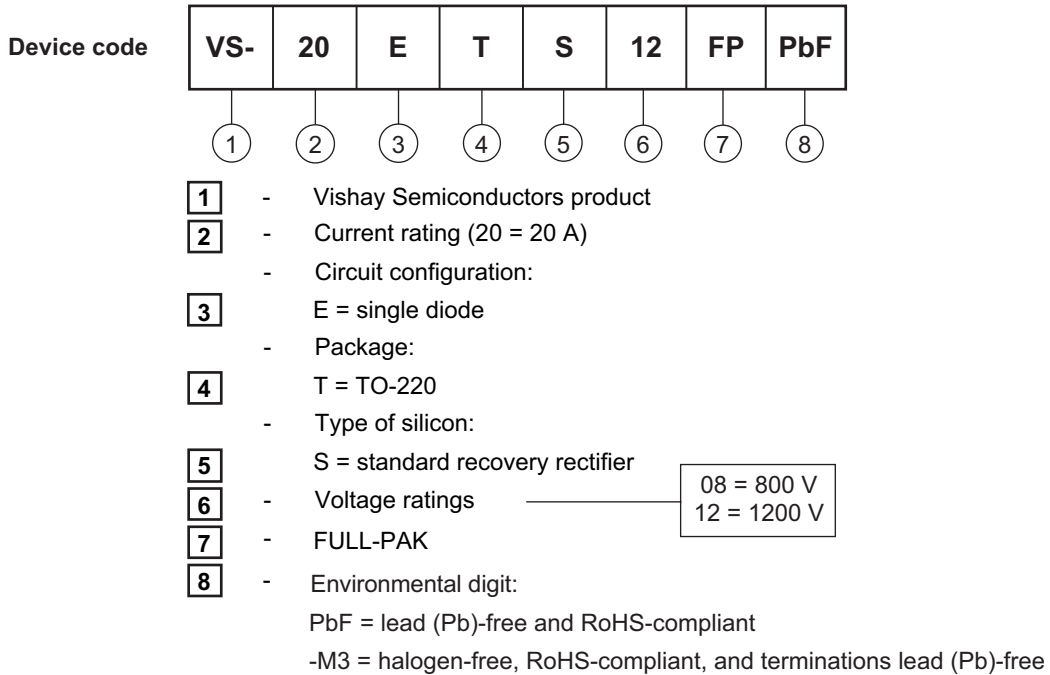 Device code VS- 20 E T S 12 FP PbF
1 2 3 4 5 6 7 8
1 - Vishay Semiconductors product
2 - Current rating (20 = 20 A)
- Circuit configuration:
3 E = single diode
- Package:
4 T = TO-220
- Type of silicon:
5 S = standard recovery rectifier
6 - Voltage ratings
08 = 800 V
12 = 1200 V
7 - FULL-PAK
8 - Environmental digit:
PbF = lead (Pb)-free and RoHS-compliant
-M3 = halogen-free, RoHS-compliant, and terminations lead (Pb)-free